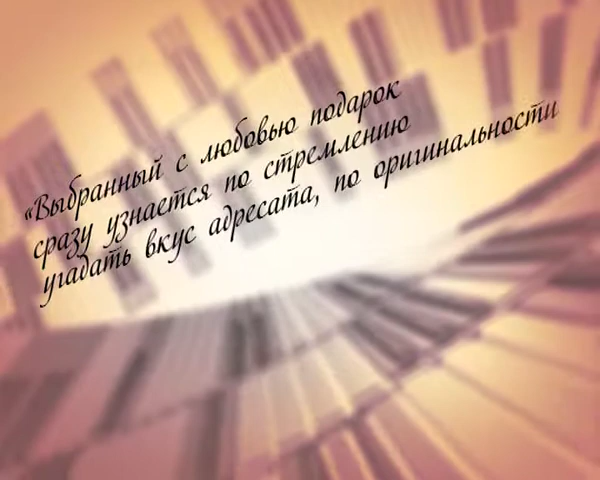 «Выбранный с любовью подарок
сразу узнается по стремлению
угадать вкус адресата, по оригинальности